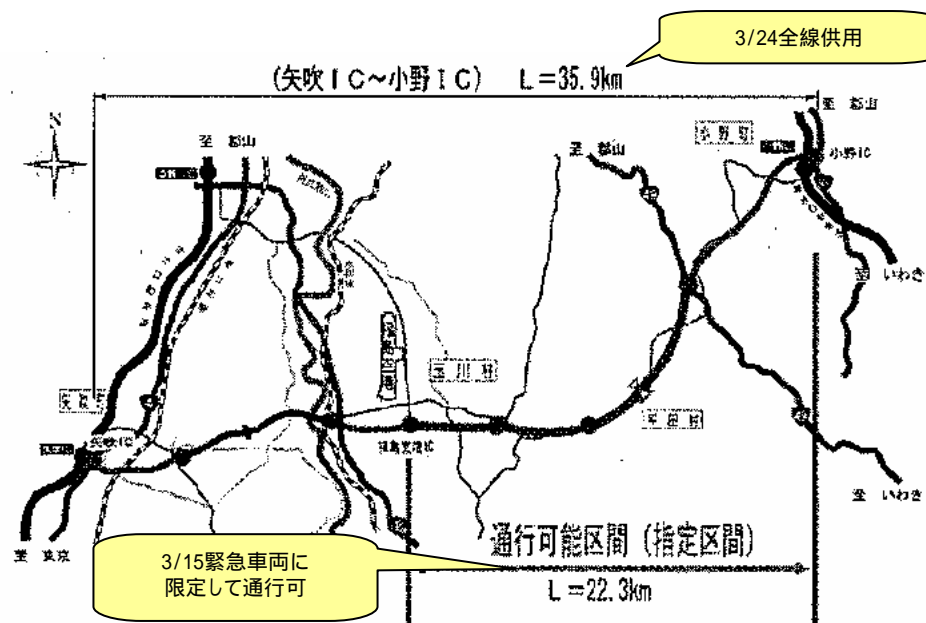 3/24全線供用
(矢吹IC～小野IC) L=35.9km
至 郡山
小野町
小野IC
至 郡山
至 郡山
N
至 いわき
矢吹町
玉川村
平田村
矢吹IC
福島空港IC
至 いわき
至 東京
通行可能区間(指定区間)
L=22.3km
3/15緊急車両に
限定して通行可